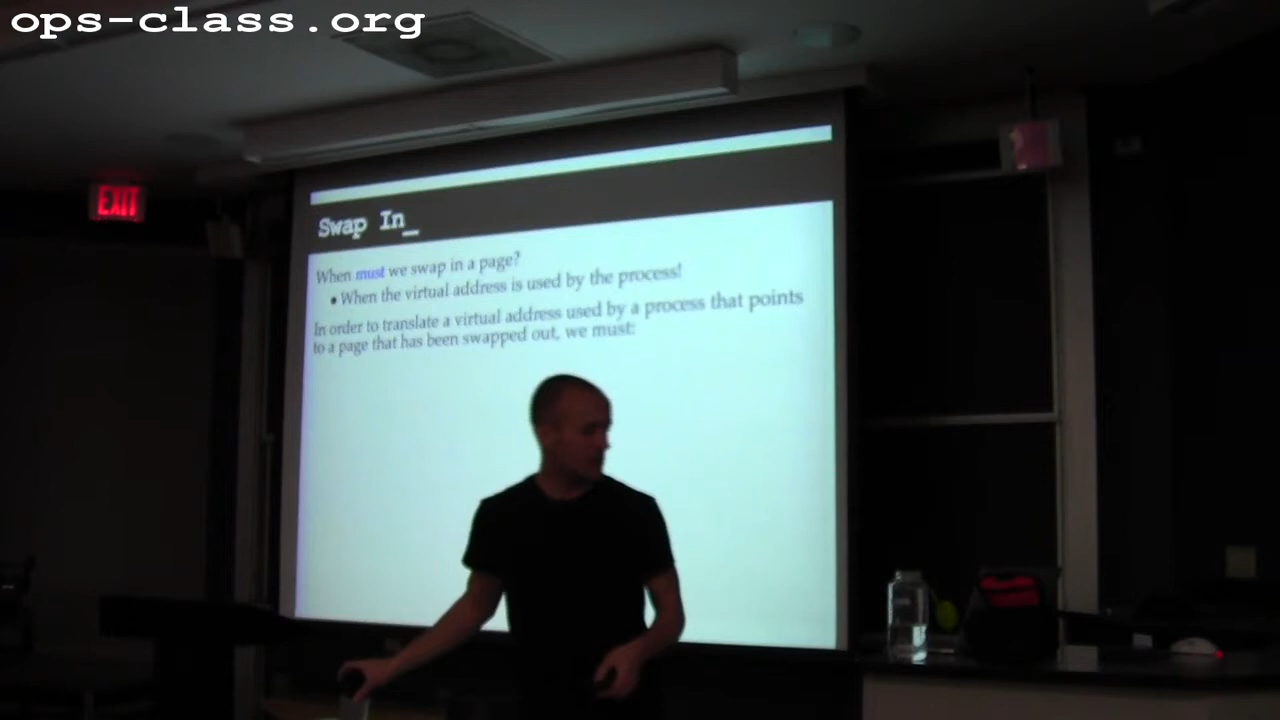 ops-class.org
EXIT
Swap In_
When must we swap in a page?
• When the virtual address is used by the process!
In order to translate a virtual address used by a process that points
to a page that has been swapped out, we must: